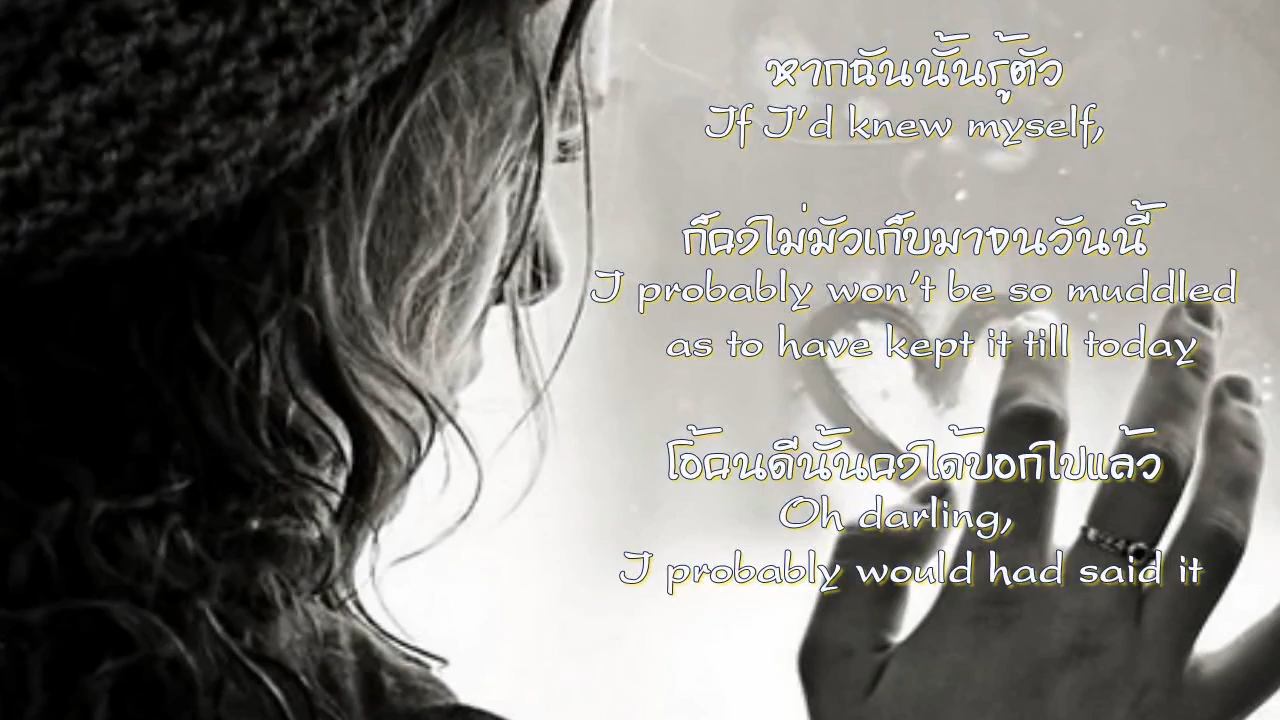 หากฉันนั้นรู้ตัว
If I'd knew myself,
ก็คงไม่มัวเก็บมาจนวันนี้
I probably won't be so muddled
as to have kept it till today
โอ้คนดีนั้นคงได้บอกไปแล้ว
Oh darling,
I probably would had said it